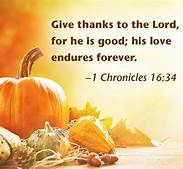 Give thanks to the Lord,
for he is good; his love
endures forever.
–1 Chronicles 16:34